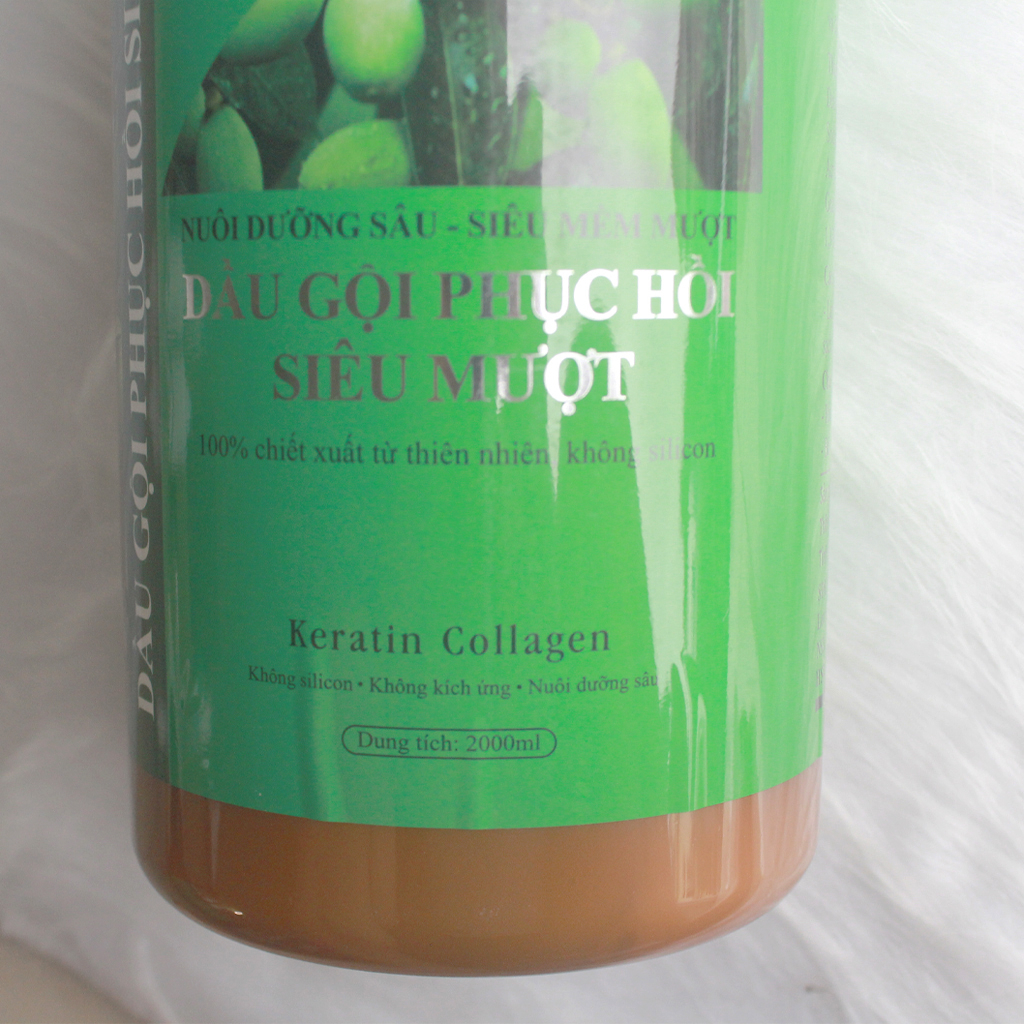 NUÔI DƯỠNG SÂU - SIÊU MỀM MƯỢT
DẦU GỘI PHỤC HỒI
SIÊU MƯỢT
100% chiết xuất từ thiên nhiên, không silicon
Keratin Collagen
Không silicon • Không kích ứng • Nuôi dưỡng sâu
Dung tích: 2000ml
DẦU GỘI PHỤC HỒI